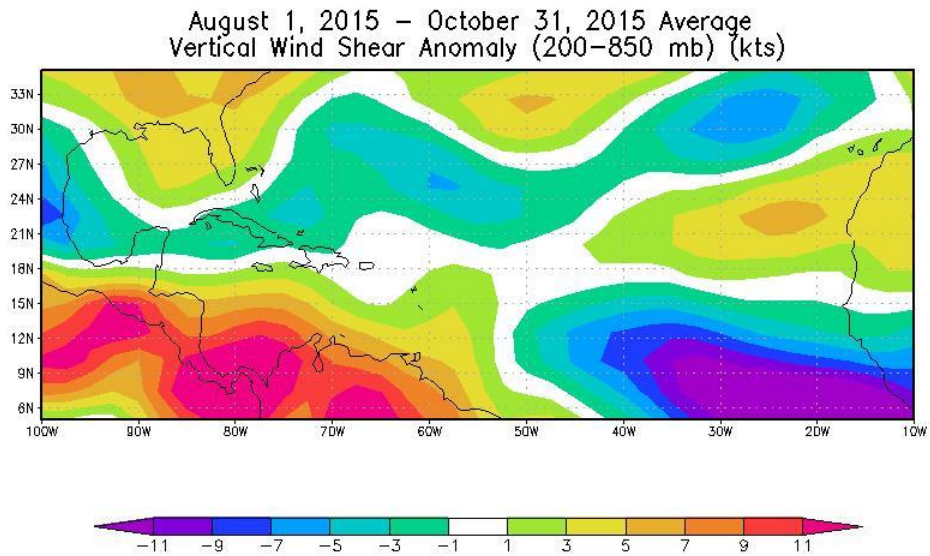 August 1, 2015 – October 31, 2015 Average
Vertical Wind Shear Anomaly (200–850 mb) (kts)
33N
30N
27N
24N
21N
18N
15N
12N
9N
6N
100W 90W 80W 70W 60W 50W 40W 30W 20W 10W
−11 −9 −7 −5 −3 −1 1 3 5 7 9 11